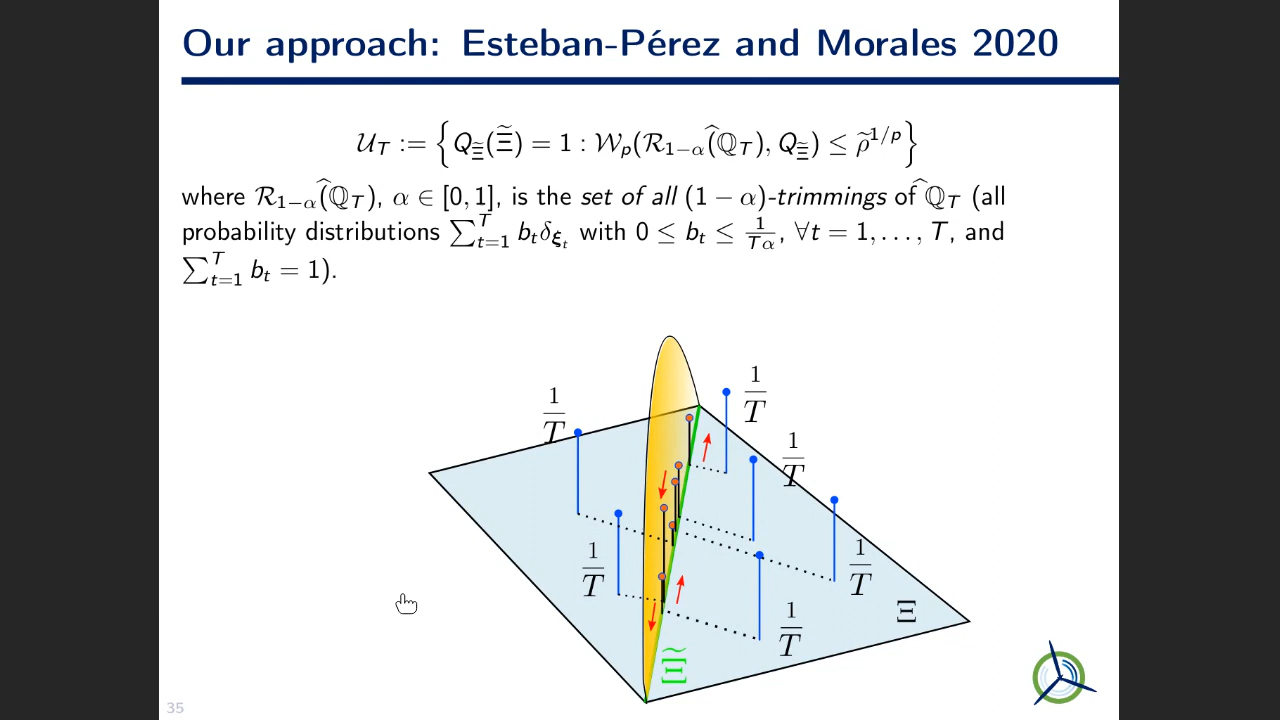 Our approach: Esteban-Pérez and Morales 2020
𝒰_T := { Q_Ξ̃(Ξ̃) = 1 : 𝒲_p(ℛ_{1−α}(ℚ̂_T), Q_Ξ̃) ≤ ρ̃^{1/p} }
where ℛ_{1−α}(ℚ̂_T), α ∈ [0, 1], is the set of all (1 − α)-trimmings of ℚ̂_T (all
probability distributions ∑_{t=1}^T b_t δ_{ξ_t} with 0 ≤ b_t ≤ 1/(Tα), ∀t = 1, . . . , T, and
∑_{t=1}^T b_t = 1).
1/T
1/T
1/T
1/T
1/T
1/T
Ξ
Ξ̃
35